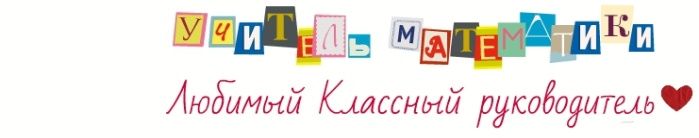 УЧИТЕЛЬ МАТЕМАТИКИ
Любимый Классный руководитель